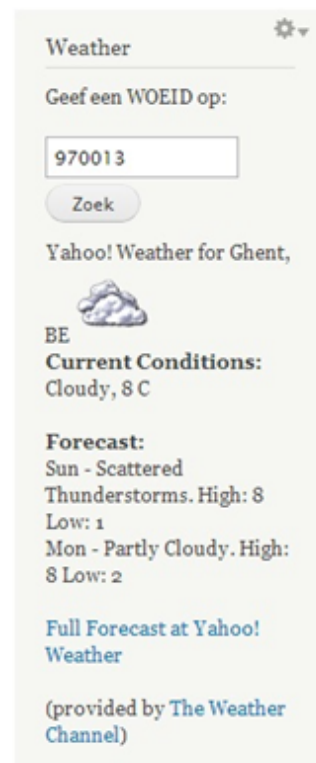 Weather
Geef een WOEID op:
970013
Zoek
Yahoo! Weather for Ghent,
BE
Current Conditions:
Cloudy, 8 C
Forecast:
Sun - Scattered
Thunderstorms. High: 8
Low: 1
Mon - Partly Cloudy. High:
8 Low: 2
Full Forecast at Yahoo!
Weather
(provided by The Weather
Channel)